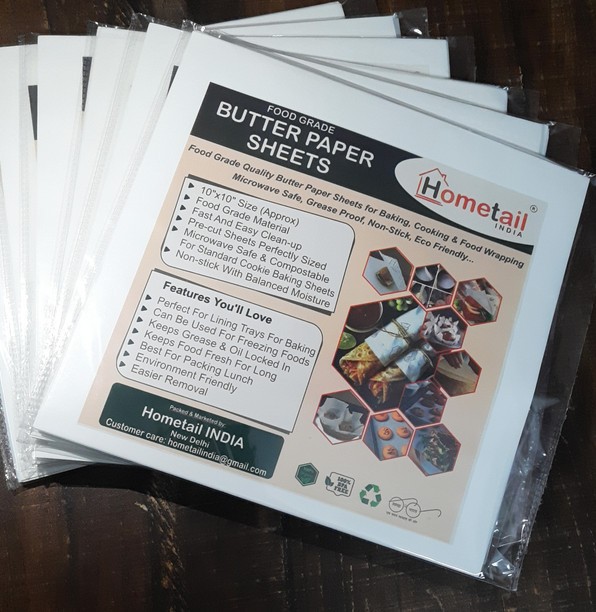 FOOD GRADE
BUTTER PAPER
SHEETS
Hometail®
INDIA
Food Grade Quality Butter Paper Sheets for Baking, Cooking & Food Wrapping
Microwave Safe, Grease Proof, Non-Stick, Eco Friendly...
10"x10" Size (Approx)
Food Grade Material
Fast And Easy Clean-up
Pre-cut Sheets Perfectly Sized
Microwave Safe & Compostable
For Standard Cookie Baking Sheets
Non-stick With Balanced Moisture
Features You'll Love
Perfect For Lining Trays For Baking
Can Be Used For Freezing Foods
Keeps Grease & Oil Locked In
Keeps Food Fresh For Long
Best For Packing Lunch
Environment Friendly
Easier Removal
Packed & Marketed By:
Hometail INDIA
New Delhi
Customer care: hometailindia@gmail.com
100%
BPA
FREE